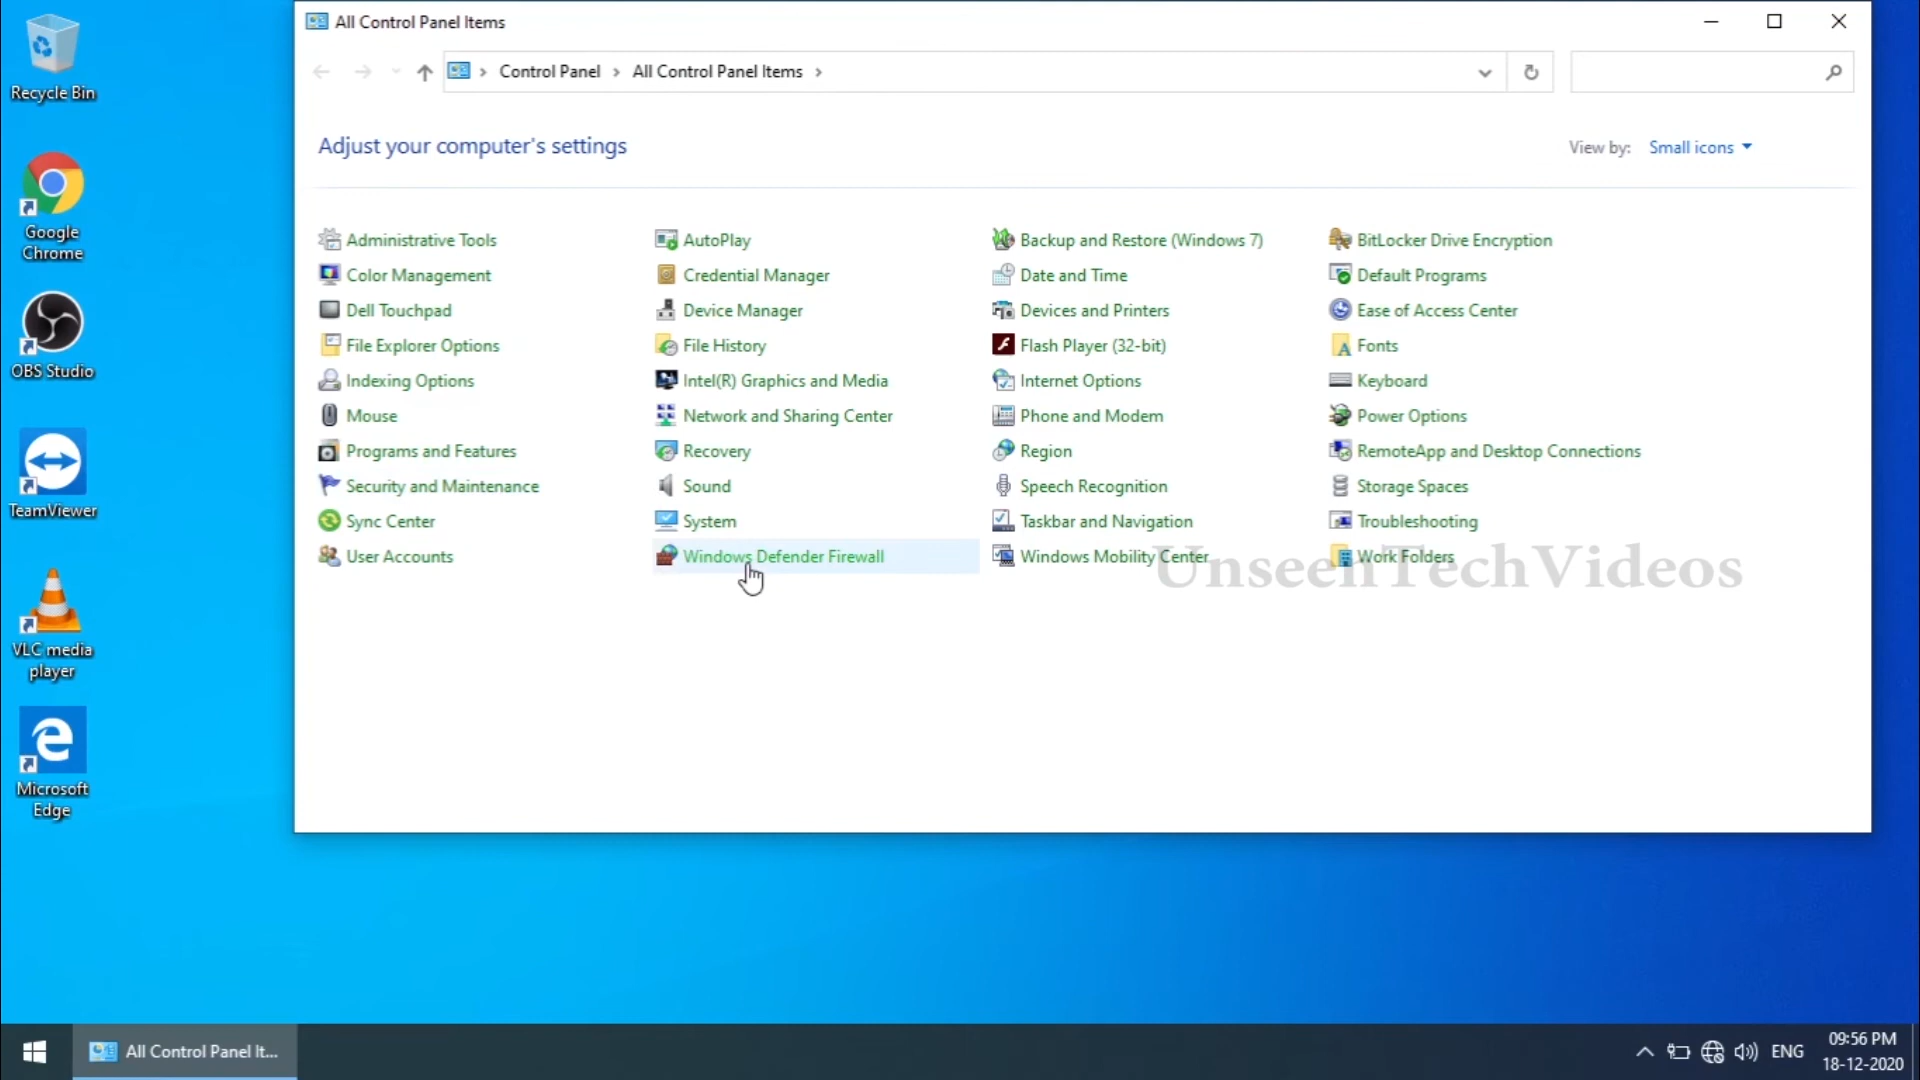 All Control Panel Items
Control Panel
All Control Panel Items
Adjust your computer's settings
View by:
Small icons
Administrative Tools
AutoPlay
Backup and Restore (Windows 7)
BitLocker Drive Encryption
Color Management
Credential Manager
Date and Time
Default Programs
Dell Touchpad
Device Manager
Devices and Printers
Ease of Access Center
File Explorer Options
File History
Flash Player (32-bit)
Fonts
Indexing Options
Intel(R) Graphics and Media
Internet Options
Keyboard
Mouse
Network and Sharing Center
Phone and Modem
Power Options
Programs and Features
Recovery
Region
RemoteApp and Desktop Connections
Security and Maintenance
Sound
Speech Recognition
Storage Spaces
Sync Center
System
Taskbar and Navigation
Troubleshooting
User Accounts
Windows Defender Firewall
Windows Mobility Center
Work Folders
UnseenTechVideos
Recycle Bin
Google
Chrome
OBS Studio
TeamViewer
VLC media
player
Microsoft
Edge
All Control Panel It...
ENG
09:56 PM
18-12-2020